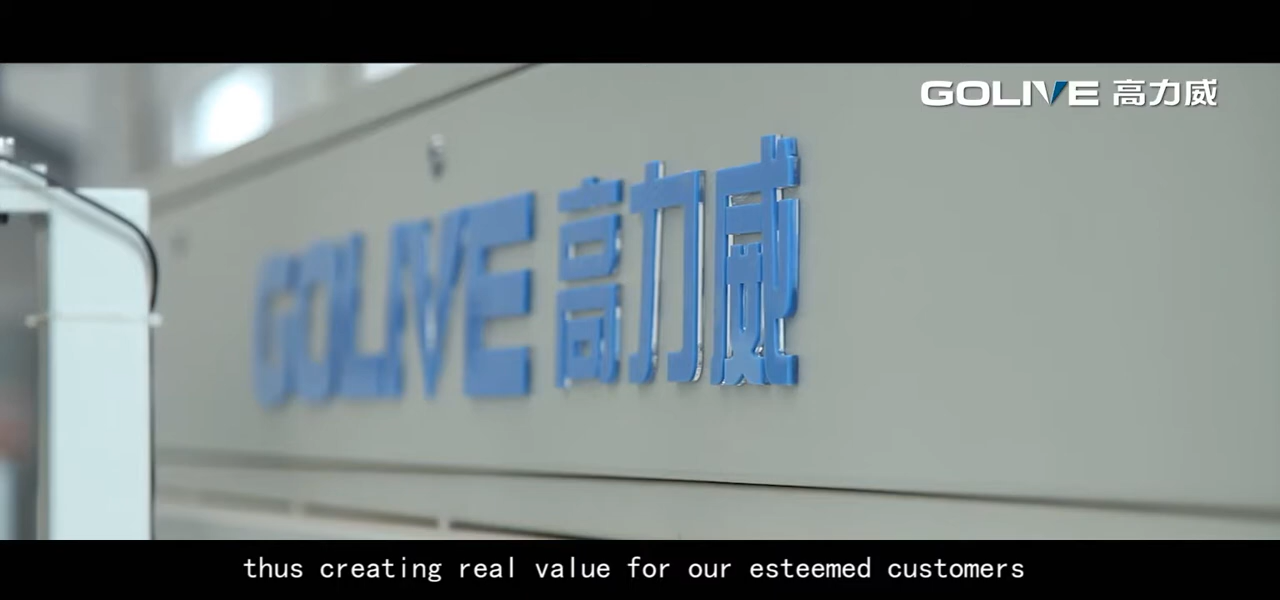 GOLIVE 高力威
GOLIVE 高力威
thus creating real value for our esteemed customers